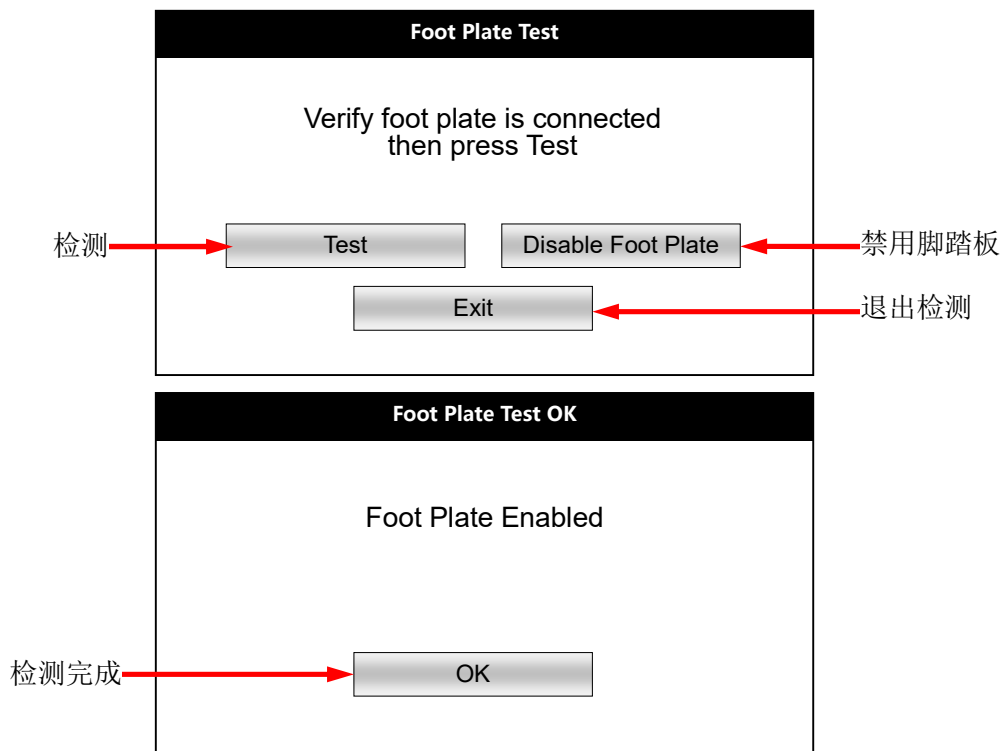 Foot Plate Test
Verify foot plate is connected
then press Test
检测
Test
Disable Foot Plate
禁用脚踏板
Exit
退出检测
Foot Plate Test OK
Foot Plate Enabled
检测完成
OK